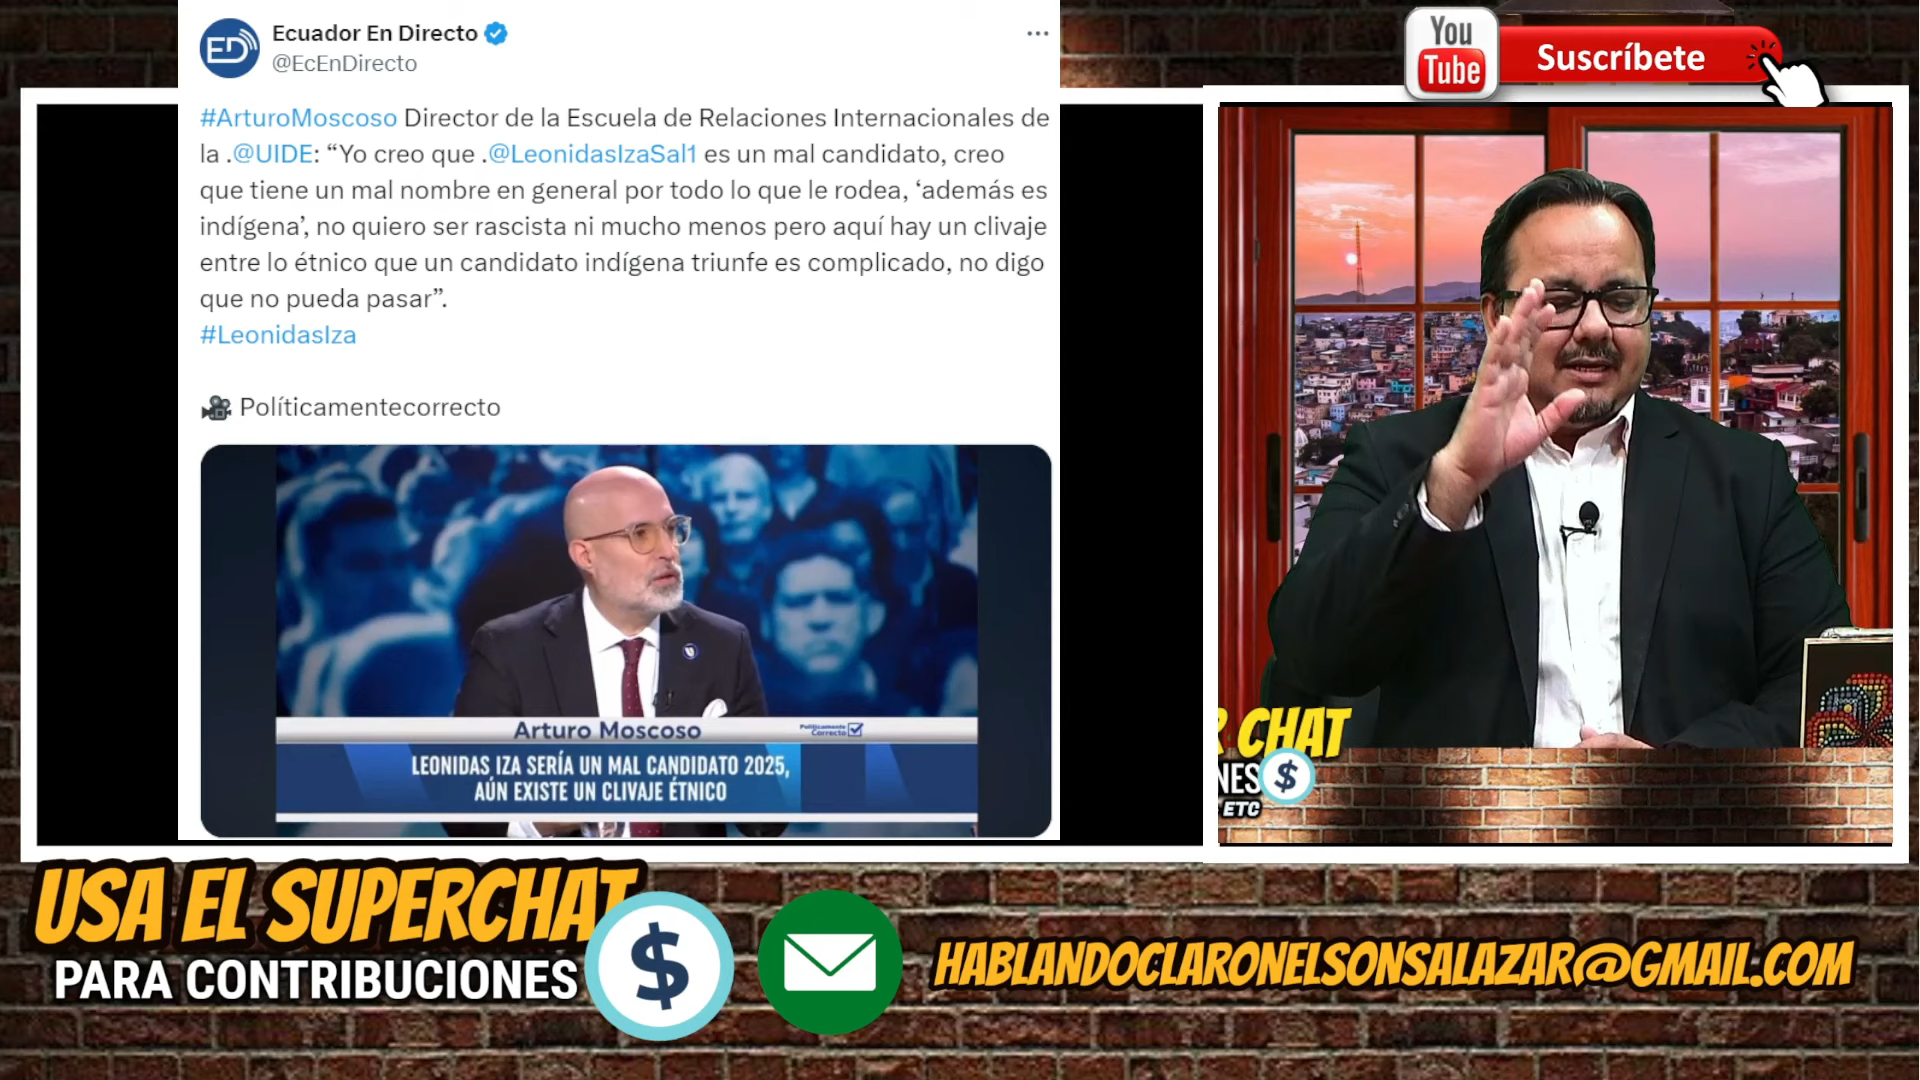 Ecuador En Directo
@EcEnDirecto
ED
#ArturoMoscoso Director de la Escuela de Relaciones Internacionales de
la .@UIDE: “Yo creo que .@LeonidasIzaSal1 es un mal candidato, creo
que tiene un mal nombre en general por todo lo que le rodea, ‘además es
indígena’, no quiero ser rascista ni mucho menos pero aquí hay un clivaje
entre lo étnico que un candidato indígena triunfe es complicado, no digo
que no pueda pasar”.
#LeonidasIza
🎥 Políticamentecorrecto
Arturo Moscoso
Políticamente
Correcto
LEONIDAS IZA SERÍA UN MAL CANDIDATO 2025,
AÚN EXISTE UN CLIVAJE ÉTNICO
You
Tube
Suscríbete
R CHAT
NES $
ETC
USA EL SUPERCHAT
PARA CONTRIBUCIONES
$
HABLANDOCLARONELSONSALAZAR@GMAIL.COM